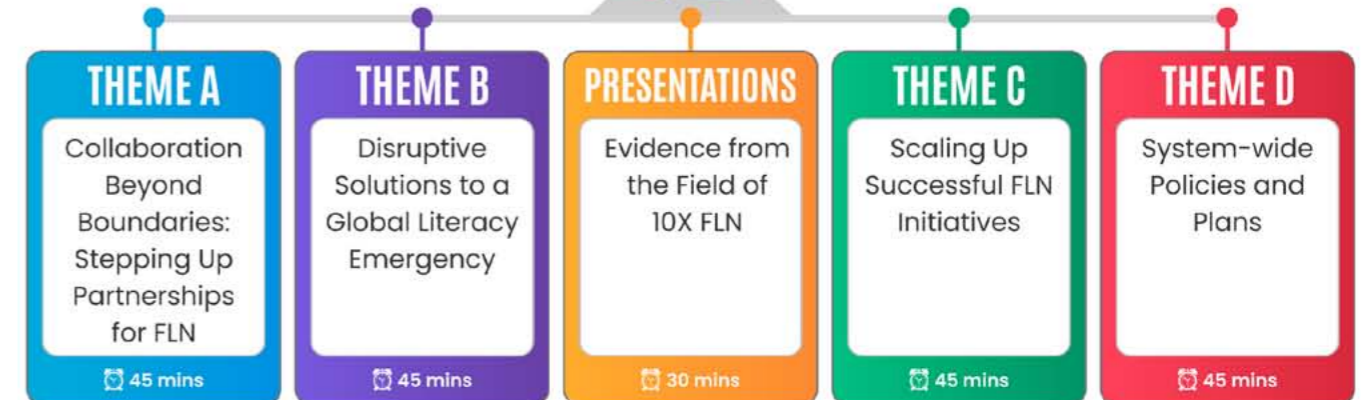 THEME A
Collaboration
Beyond
Boundaries:
Stepping Up
Partnerships
for FLN
45 mins
THEME B
Disruptive
Solutions to a
Global Literacy
Emergency
45 mins
PRESENTATIONS
Evidence from
the Field of
10X FLN
30 mins
THEME C
Scaling Up
Successful FLN
Initiatives
45 mins
THEME D
System-wide
Policies and
Plans
45 mins